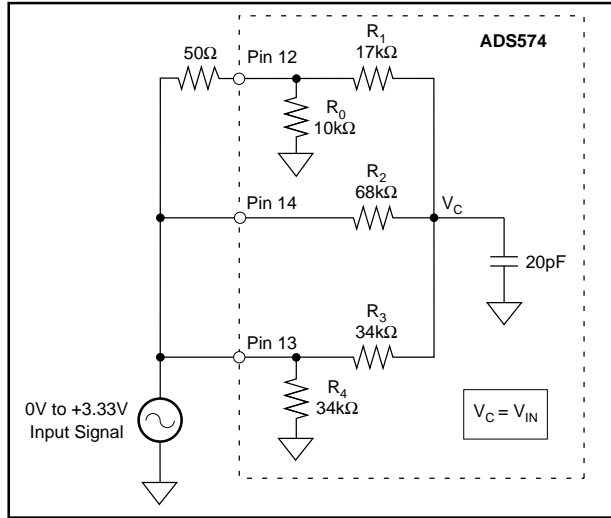 ADS574
50Ω
Pin 12
R1
17kΩ
R0
10kΩ
Pin 14
R2
68kΩ
VC
20pF
Pin 13
R3
34kΩ
R4
34kΩ
0V to +3.33V
Input Signal
VC = VIN